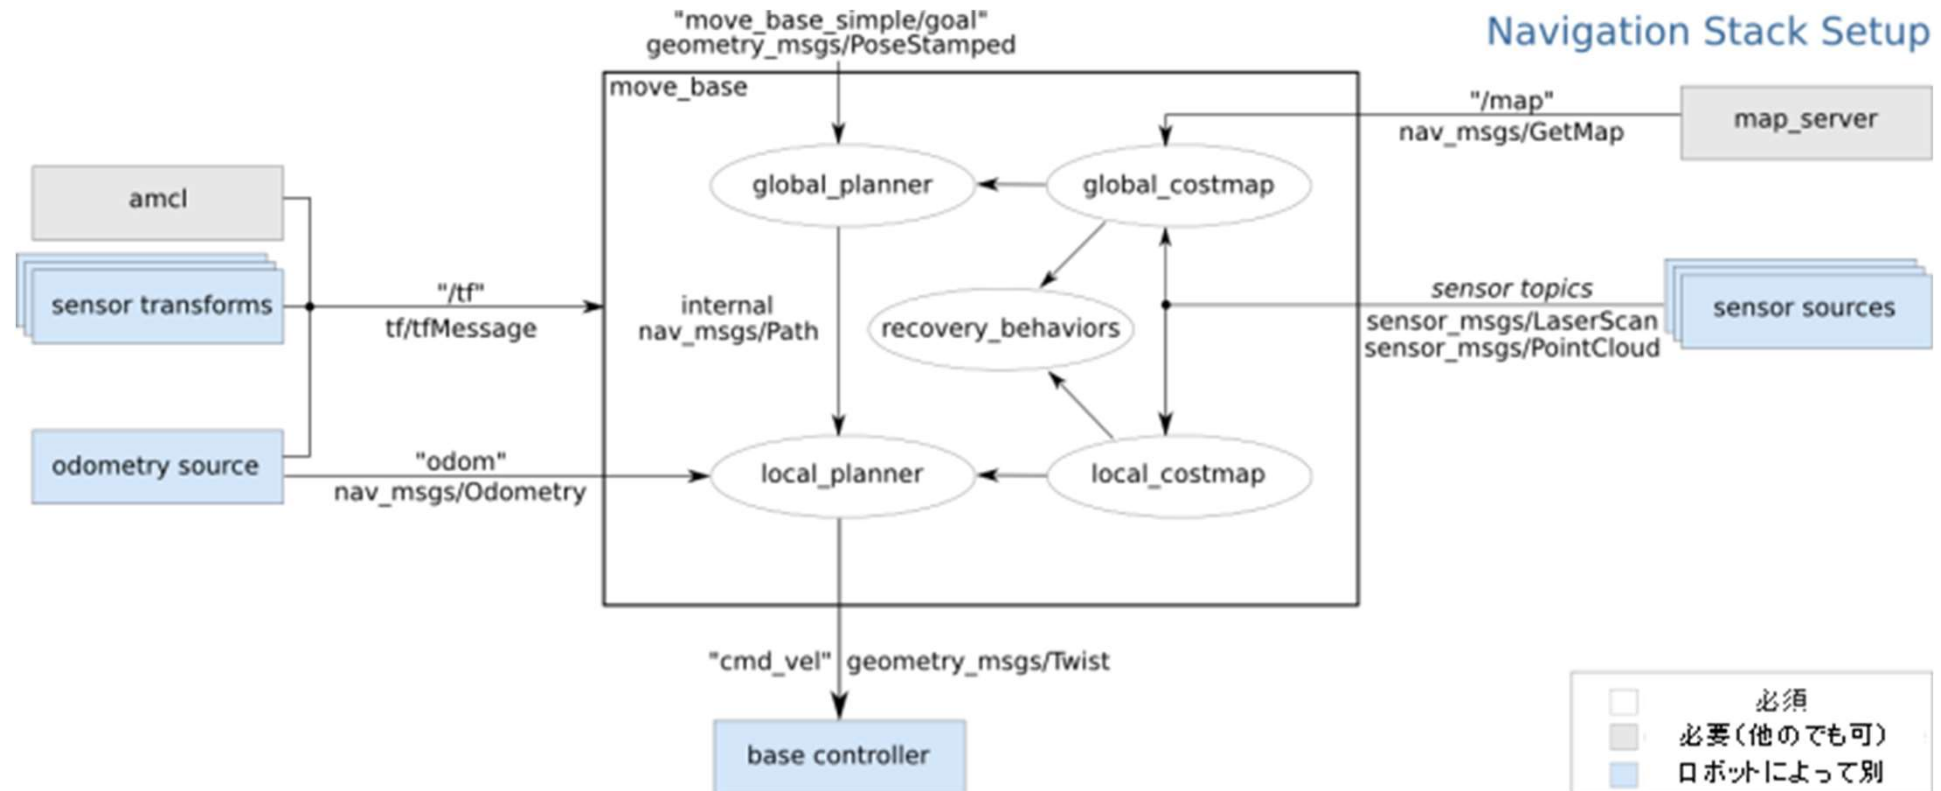 "move_base_simple/goal"
geometry_msgs/PoseStamped
Navigation Stack Setup
move_base
"/map"
nav_msgs/GetMap
map_server
global_planner
global_costmap
amcl
sensor transforms
"/tf"
tf/tfMessage
internal
nav_msgs/Path
recovery_behaviors
sensor topics
sensor_msgs/LaserScan
sensor_msgs/PointCloud
sensor sources
odometry source
"odom"
nav_msgs/Odometry
local_planner
local_costmap
"cmd_vel" geometry_msgs/Twist
base controller
必須
必要(他のでも可)
ロボットによって別